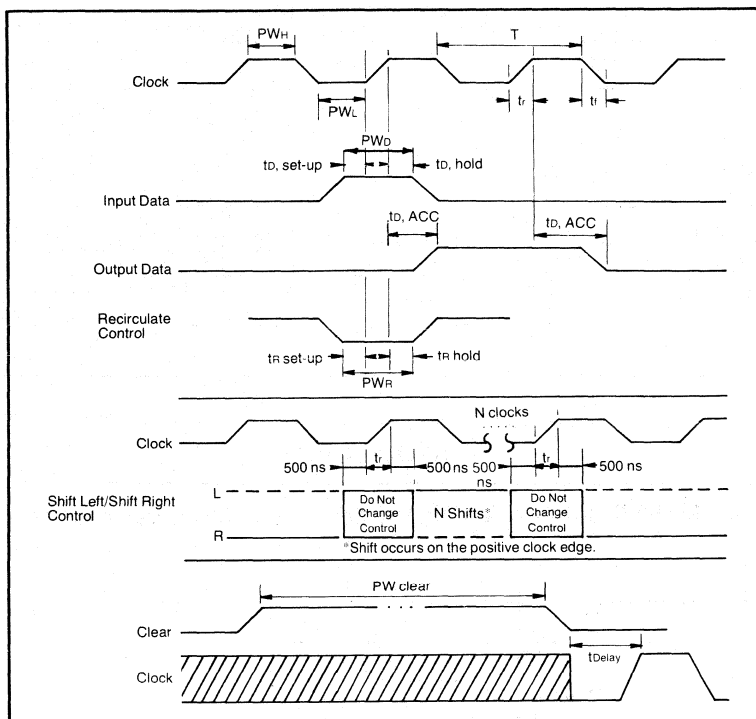 PWH
T
Clock
tr
tf
PWL
PWD
tD, set-up
tD, hold
Input Data
tD, ACC
tD, ACC
Output Data
Recirculate
Control
tR set-up
tR hold
PWR
N clocks
.....
Clock
tr
tr
500 ns
500 ns
500
ns
500 ns
Shift Left/Shift Right
Control
L
Do Not
Change
Control
N Shifts*
Do Not
Change
Control
R
*Shift occurs on the positive clock edge.
PW clear
Clear
tDelay
Clock